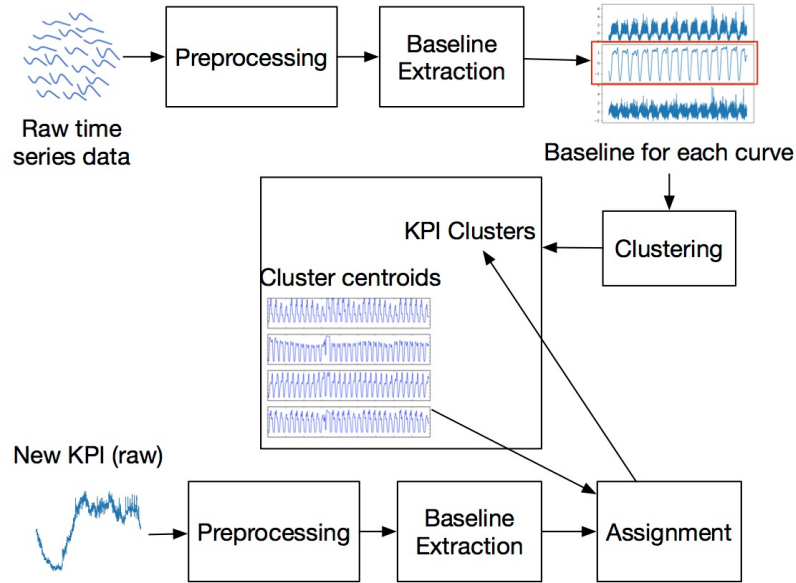 Raw time
series data
Preprocessing
Baseline
Extraction
Baseline for each curve
Clustering
KPI Clusters
Cluster centroids
New KPI (raw)
Preprocessing
Baseline
Extraction
Assignment